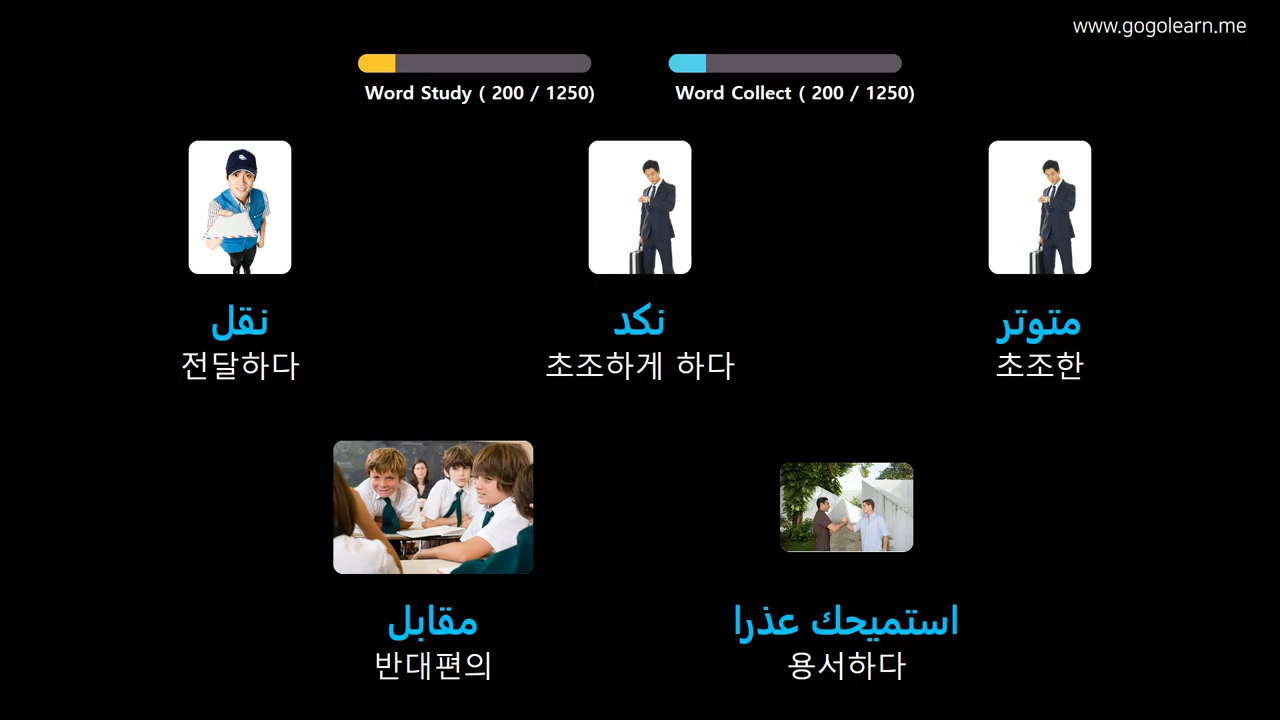 www.gogolearn.me
Word Study ( 200 / 1250)
Word Collect ( 200 / 1250)
نقل
전달하다
نكد
초조하게 하다
متوتر
초조한
مقابل
반대편의
استميحك عذرا
용서하다